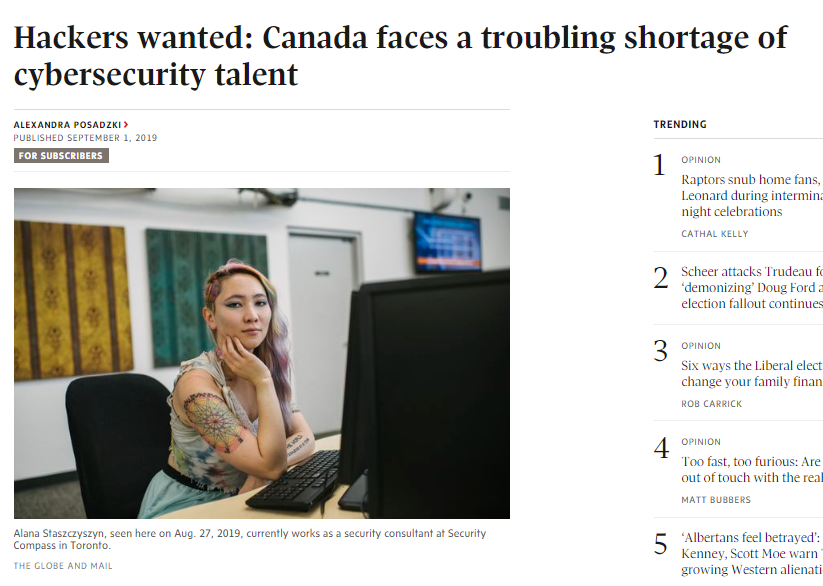 Hackers wanted: Canada faces a troubling shortage of
cybersecurity talent
ALEXANDRA POSADZKI
PUBLISHED SEPTEMBER 1, 2019
FOR SUBSCRIBERS
Alana Staszczyszyn, seen here on Aug. 27, 2019, currently works as a security consultant at Security
Compass in Toronto.
THE GLOBE AND MAIL
TRENDING
1 OPINION
Raptors snub home fans,
Leonard during intermina
night celebrations
CATHAL KELLY
2 Scheer attacks Trudeau fo
'demonizing' Doug Ford a
election fallout continues
3 OPINION
Six ways the Liberal elect
change your family finan
ROB CARRICK
4 OPINION
Too fast, too furious: Are
out of touch with the real
MATT BUBBERS
5 'Albertans feel betrayed':
Kenney, Scott Moe warn
growing Western alienati